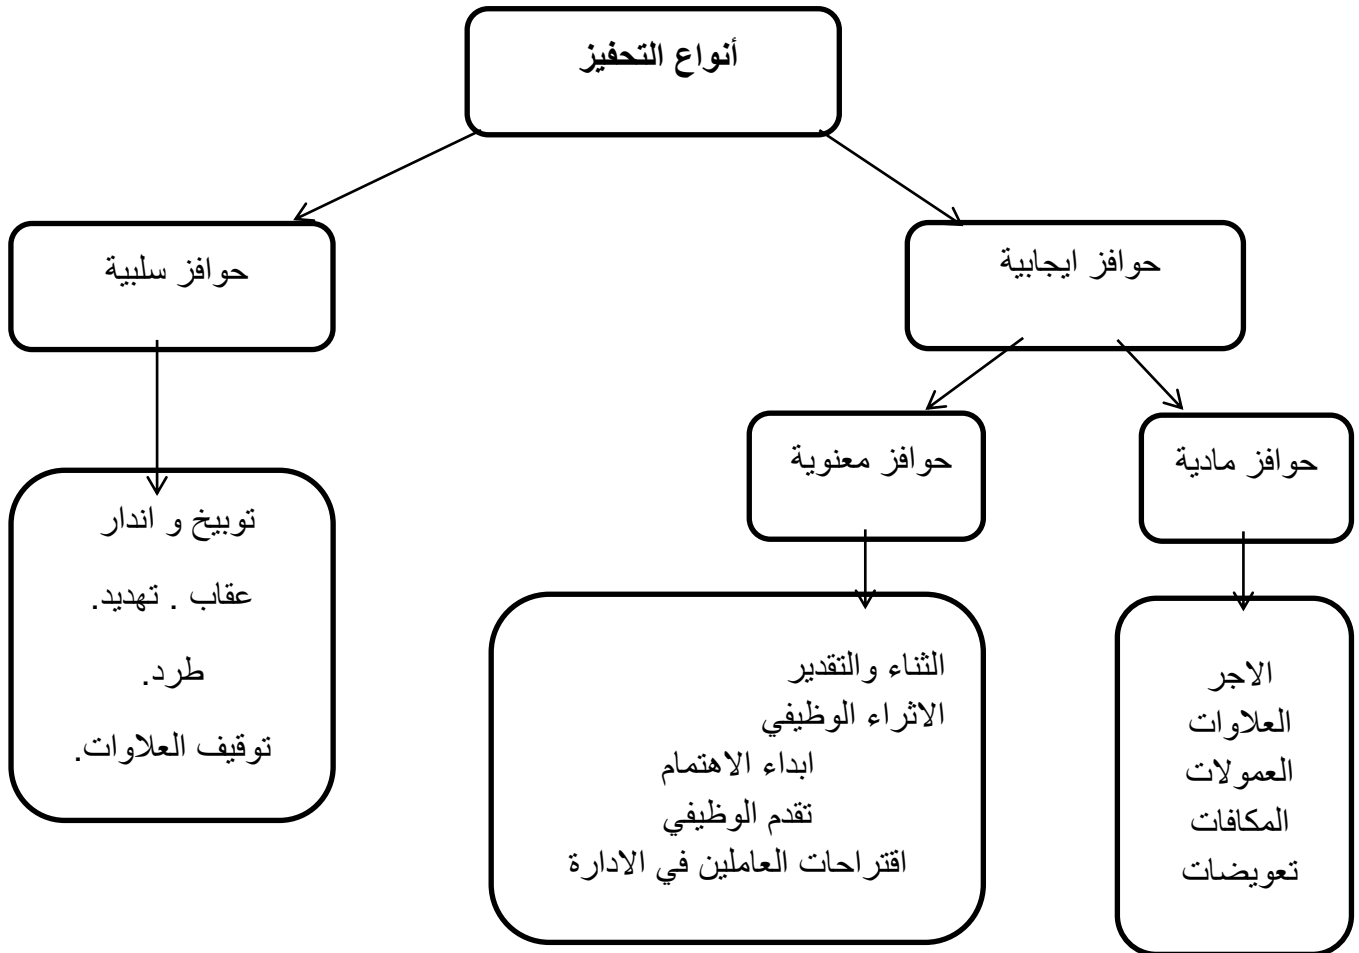 أنواع التحفيز
حوافز ايجابية
حوافز سلبية
حوافز مادية
حوافز معنوية
الاجر
العلاوات
العمولات
المكافات
تعويضات
الثناء والتقدير
الاثراء الوظيفي
ابداء الاهتمام
تقدم الوظيفي
اقتراحات العاملين في الادارة
توبيخ و اندار
عقاب . تهديد.
طرد.
توقيف العلاوات.